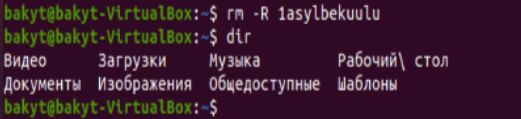 bakyt@bakyt-VirtualBox:~$ rm -R 1asylbekuulu
bakyt@bakyt-VirtualBox:~$ dir
Видео Загрузки Музыка Рабочий\ стол
Документы Изображения Общедоступные Шаблоны
bakyt@bakyt-VirtualBox:~$